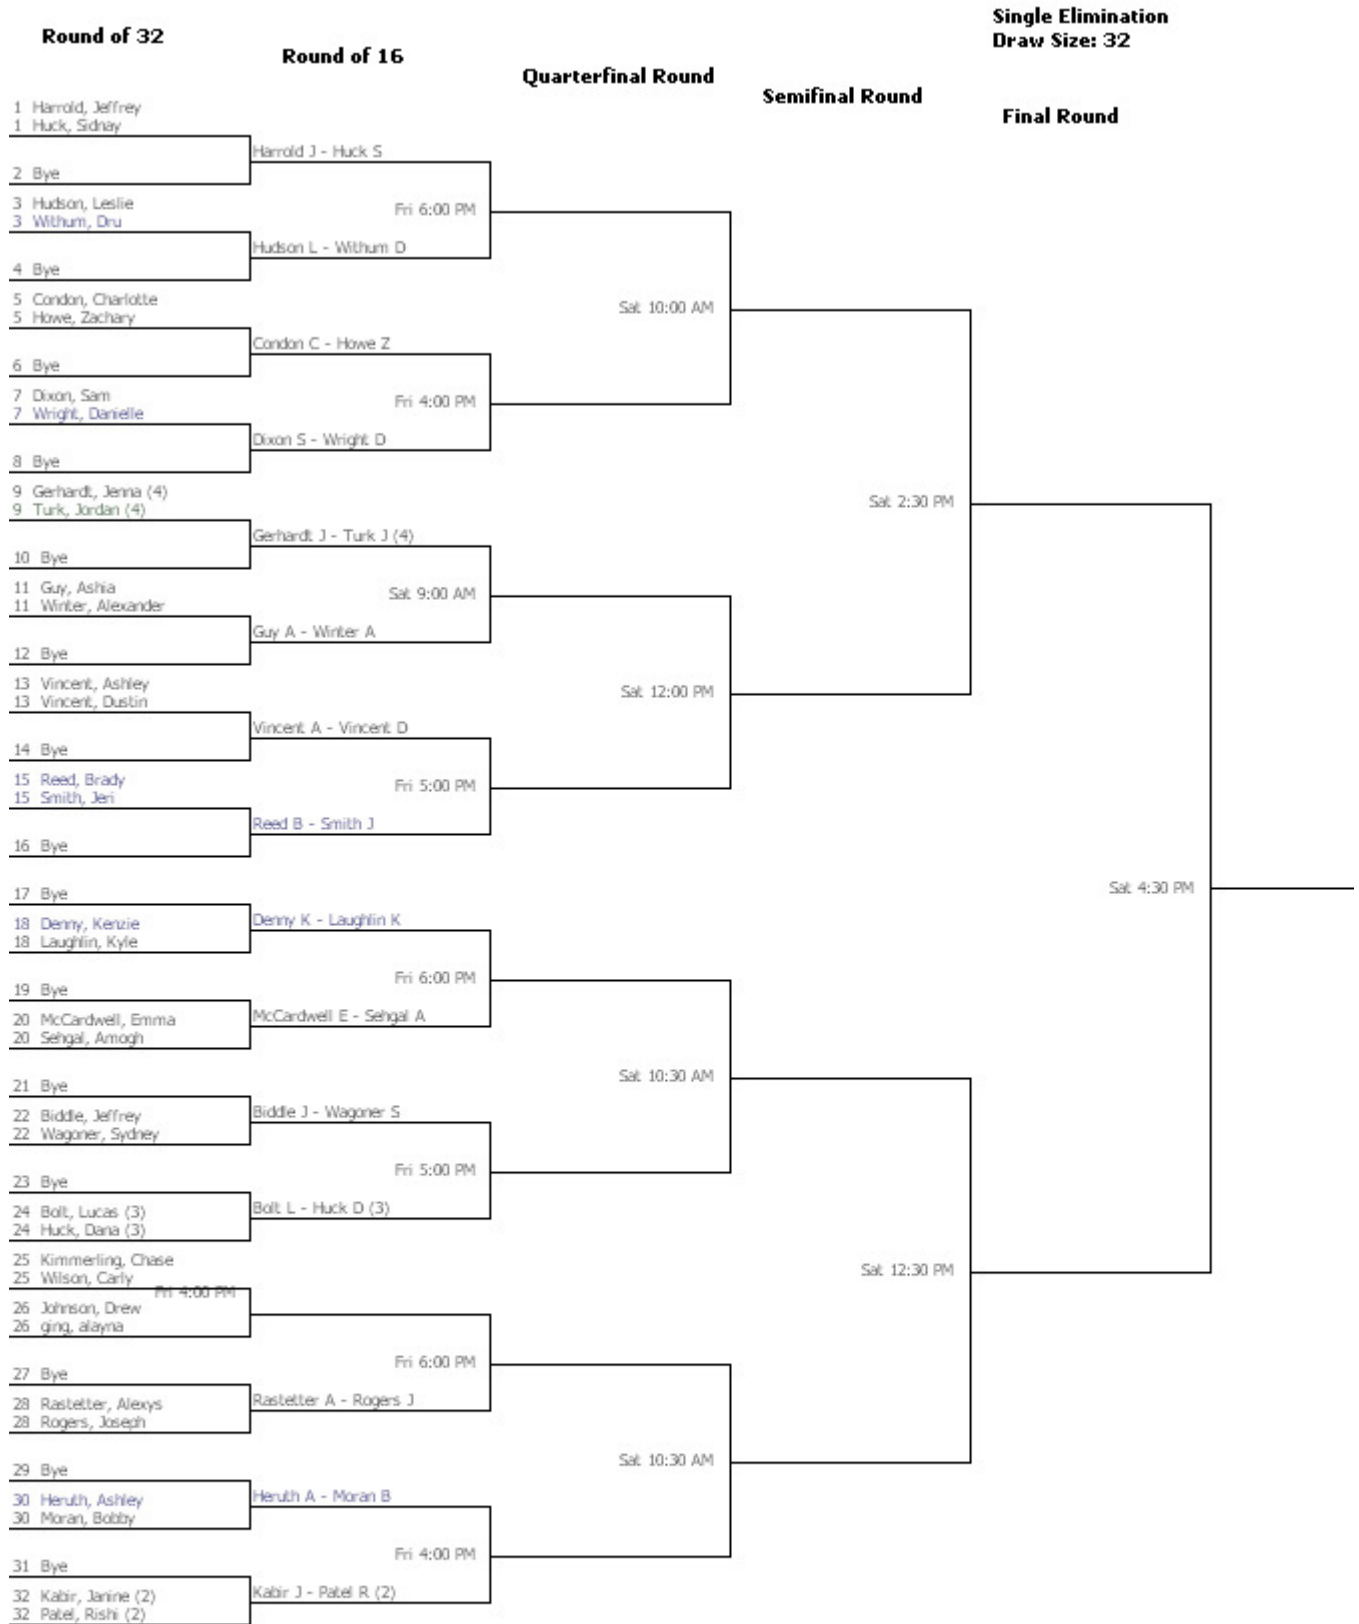 Single Elimination
Draw Size: 32
Round of 32
Round of 16
Quarterfinal Round
Semifinal Round
Final Round
1 Harrold, Jeffrey
1 Huck, Sidnay
Harrold J - Huck S
2 Bye
3 Hudson, Leslie
Fri 6:00 PM
3 Withum, Dru
Hudson L - Withum D
4 Bye
5 Condon, Charlotte
Sat 10:00 AM
5 Howe, Zachary
Condon C - Howe Z
6 Bye
7 Dixon, Sam
Fri 4:00 PM
7 Wright, Danielle
Dixon S - Wright D
8 Bye
9 Gerhardt, Jenna (4)
Sat 2:30 PM
9 Turk, Jordan (4)
Gerhardt J - Turk J (4)
10 Bye
11 Guy, Ashia
Sat 9:00 AM
11 Winter, Alexander
Guy A - Winter A
12 Bye
13 Vincent, Ashley
Sat 12:00 PM
13 Vincent, Dustin
Vincent A - Vincent D
14 Bye
15 Reed, Brady
Fri 5:00 PM
15 Smith, Jeri
Reed B - Smith J
16 Bye
Sat 4:30 PM
17 Bye
18 Denny, Kenzie
Denny K - Laughlin K
18 Laughlin, Kyle
Fri 6:00 PM
19 Bye
20 McCardwell, Emma
McCardwell E - Sehgal A
20 Sehgal, Amogh
Sat 10:30 AM
21 Bye
22 Biddle, Jeffrey
Biddle J - Wagoner S
22 Wagoner, Sydney
Fri 5:00 PM
23 Bye
24 Bolt, Lucas (3)
Bolt L - Huck D (3)
24 Huck, Dana (3)
25 Kimmerling, Chase
Sat 12:30 PM
25 Wilson, Carly
Fri 4:00 PM
26 Johnson, Drew
26 ging, alayna
Fri 6:00 PM
27 Bye
28 Rastetter, Alexys
Rastetter A - Rogers J
28 Rogers, Joseph
Sat 10:30 AM
29 Bye
30 Heruth, Ashley
Heruth A - Moran B
30 Moran, Bobby
Fri 4:00 PM
31 Bye
32 Kabir, Janine (2)
Kabir J - Patel R (2)
32 Patel, Rishi (2)